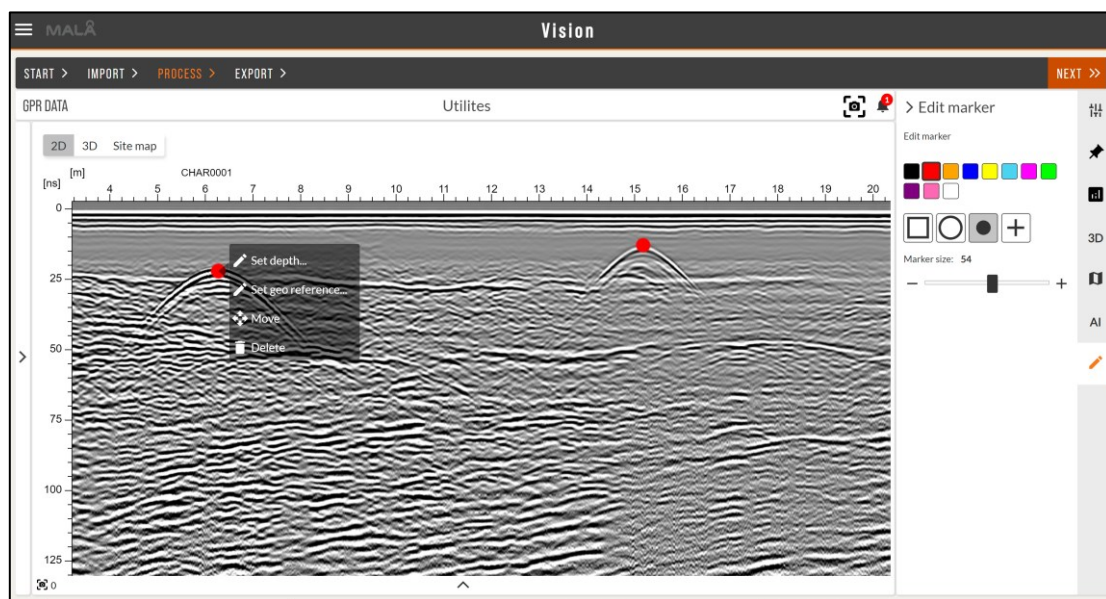 MALÅ
Vision
START > IMPORT > PROCESS > EXPORT >
NEXT >>
GPR DATA
Utilites
1
> Edit marker
2D 3D Site map
Edit marker
[m]
CHAR0001
[ns]
4 5 6 7 8 9 10 11 12 13 14 15 16 17 18 19 20
0
25
50
75
100
125
Set depth...
Set geo reference...
Move
Delete
Marker size: 54
− +
3D
AI
0